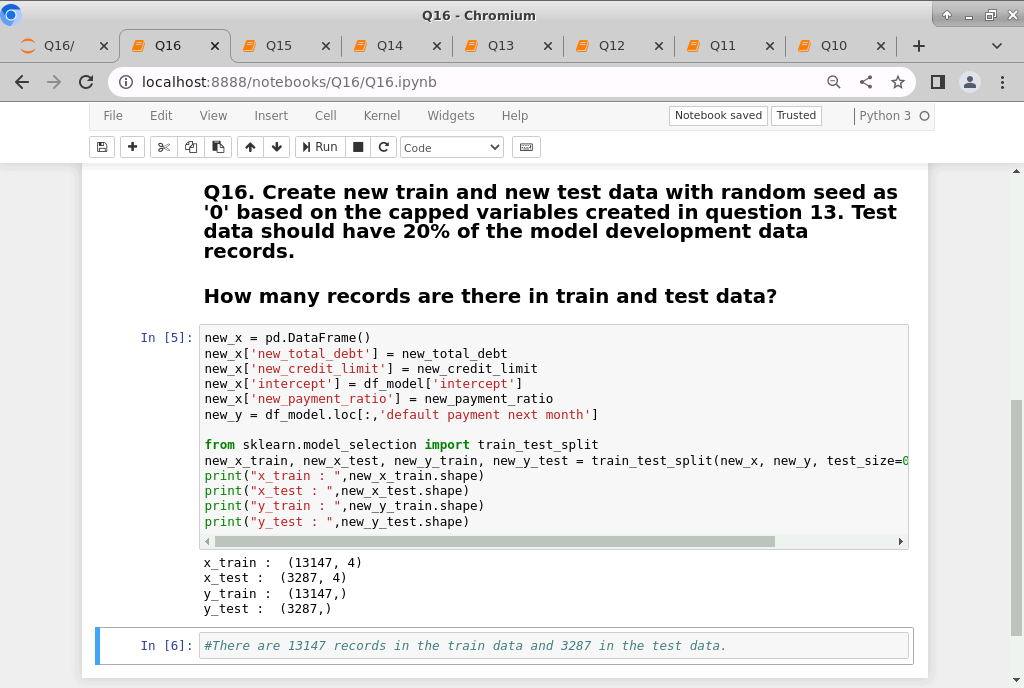 Q16 - Chromium
Q16/ Q16 Q15 Q14 Q13 Q12 Q11 Q10
localhost:8888/notebooks/Q16/Q16.ipynb
File Edit View Insert Cell Kernel Widgets Help Notebook saved Trusted Python 3
Run Code
Q16. Create new train and new test data with random seed as
'0' based on the capped variables created in question 13. Test
data should have 20% of the model development data
records.
How many records are there in train and test data?
In [5]: new_x = pd.DataFrame()
new_x['new_total_debt'] = new_total_debt
new_x['new_credit_limit'] = new_credit_limit
new_x['intercept'] = df_model['intercept']
new_x['new_payment_ratio'] = new_payment_ratio
new_y = df_model.loc[:,'default payment next month']
from sklearn.model_selection import train_test_split
new_x_train, new_x_test, new_y_train, new_y_test = train_test_split(new_x, new_y, test_size=0
print("x_train : ",new_x_train.shape)
print("x_test : ",new_x_test.shape)
print("y_train : ",new_y_train.shape)
print("y_test : ",new_y_test.shape)
x_train :  (13147, 4)
x_test :  (3287, 4)
y_train :  (13147,)
y_test :  (3287,)
In [6]: #There are 13147 records in the train data and 3287 in the test data.